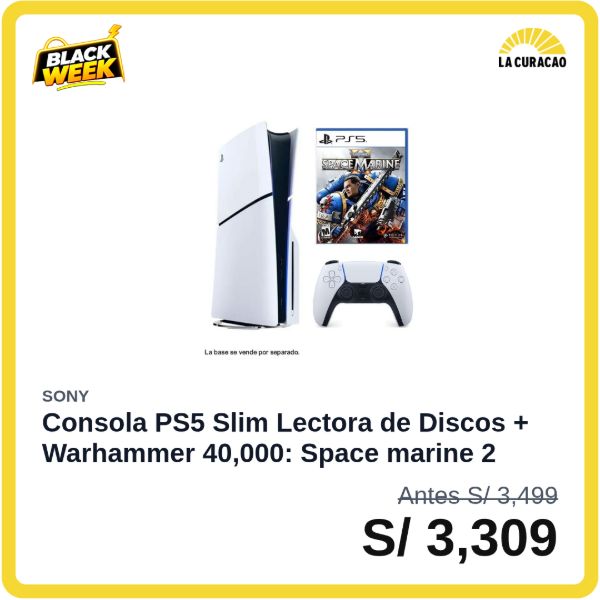 BLACK
WEEK
LA CURACAO
PS5
SPACE MARINE
M
La base se vende por separado.
SONY
Consola PS5 Slim Lectora de Discos +
Warhammer 40,000: Space marine 2
Antes S/ 3,499
S/ 3,309